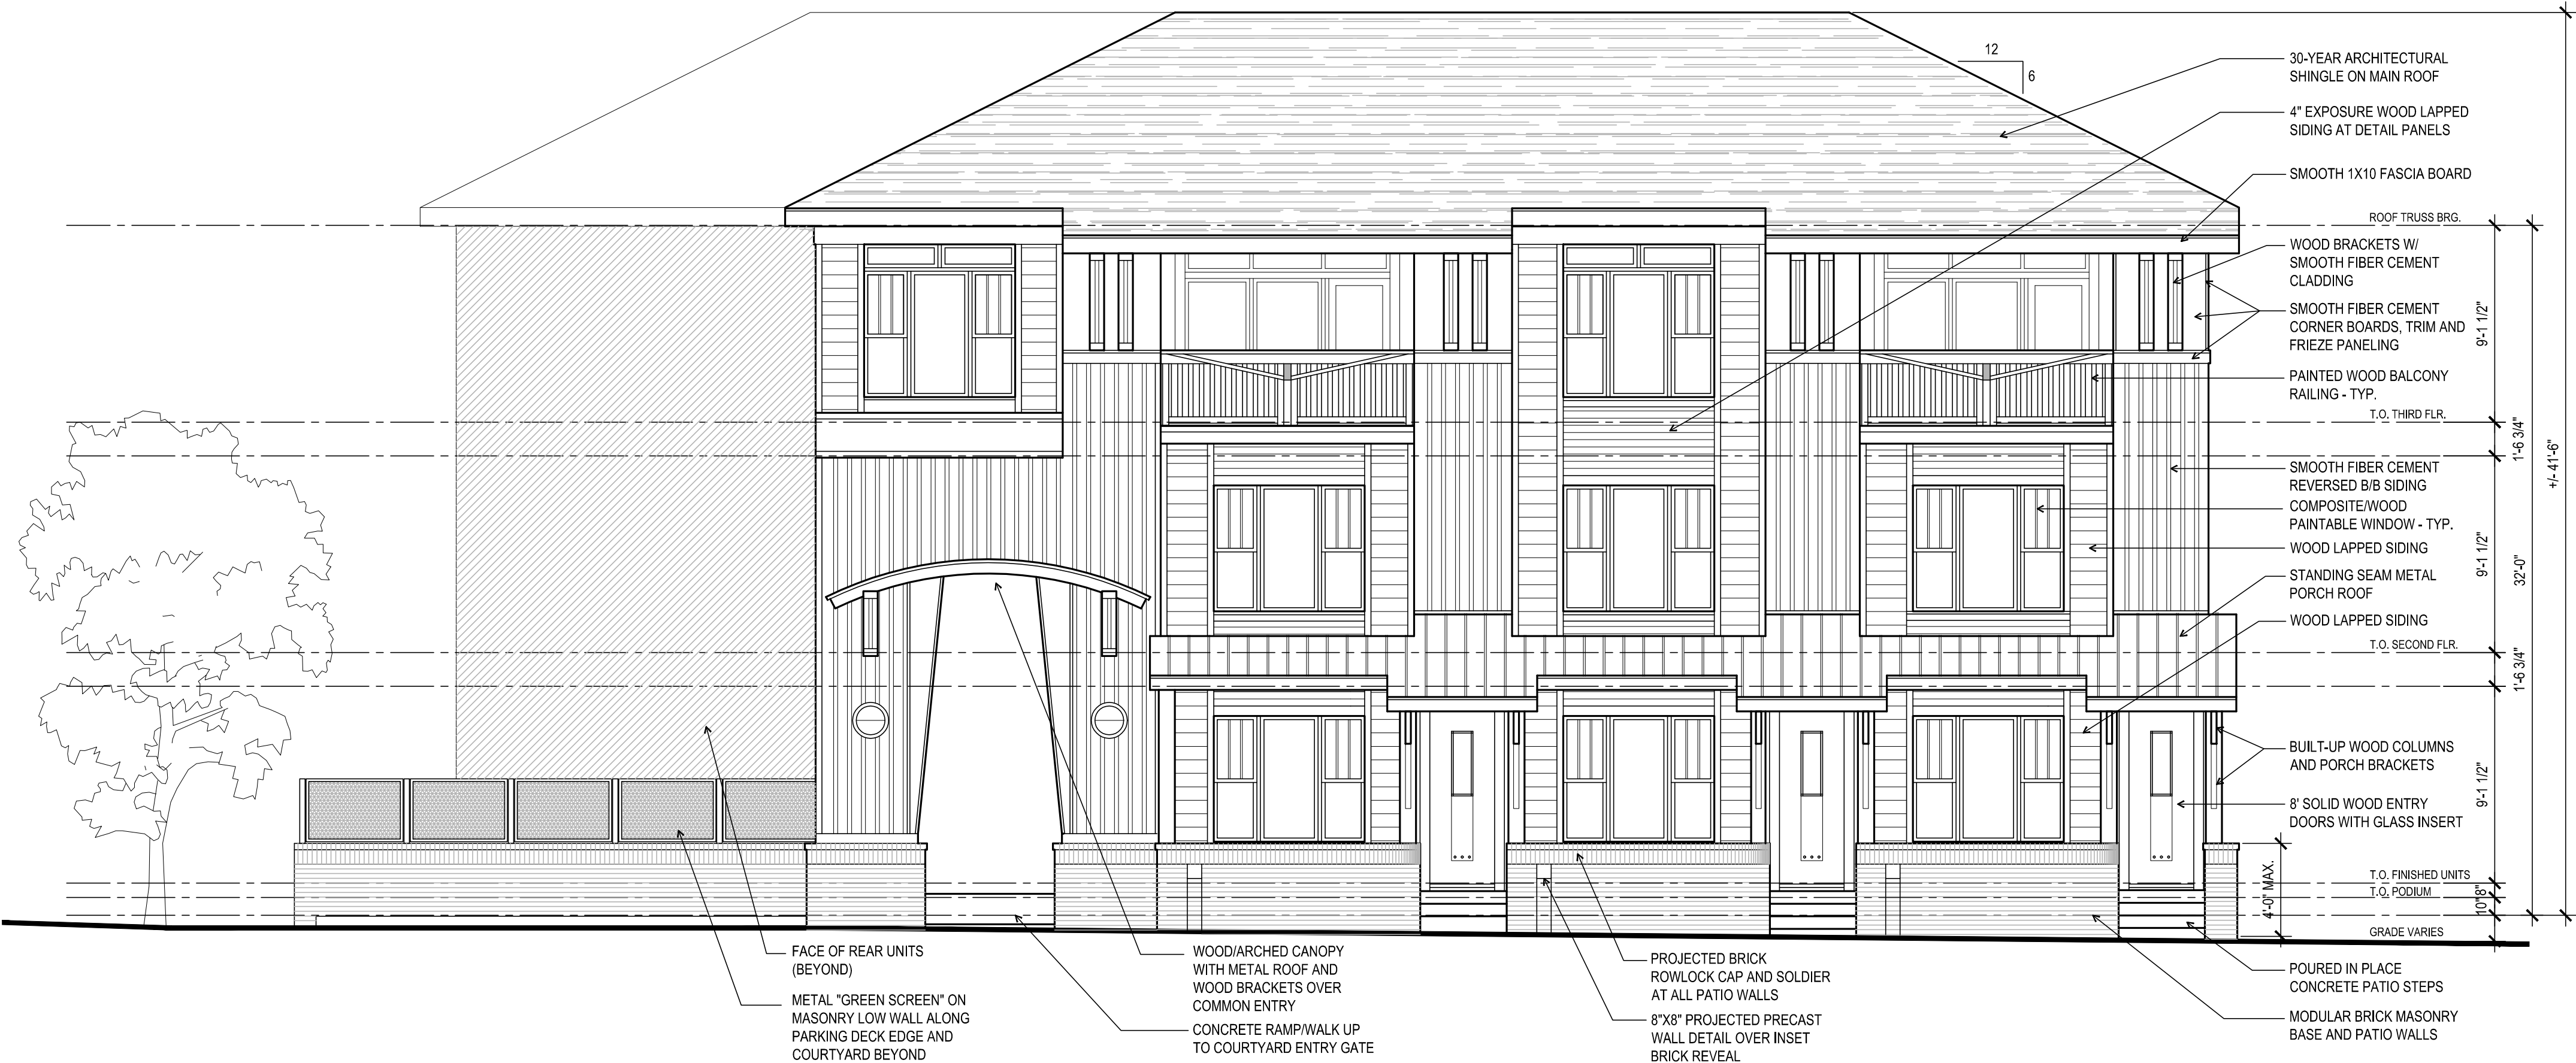 12
6
30-YEAR ARCHITECTURAL
SHINGLE ON MAIN ROOF
4" EXPOSURE WOOD LAPPED
SIDING AT DETAIL PANELS
SMOOTH 1X10 FASCIA BOARD
ROOF TRUSS BRG.
WOOD BRACKETS W/
SMOOTH FIBER CEMENT
CLADDING
SMOOTH FIBER CEMENT
CORNER BOARDS, TRIM AND
FRIEZE PANELING
9'-1 1/2"
PAINTED WOOD BALCONY
RAILING - TYP.
T.O. THIRD FLR.
1'-6 3/4"
+/- 41'-6"
SMOOTH FIBER CEMENT
REVERSED B/B SIDING
COMPOSITE/WOOD
PAINTABLE WINDOW - TYP.
WOOD LAPPED SIDING
9'-1 1/2"
32'-0"
STANDING SEAM METAL
PORCH ROOF
WOOD LAPPED SIDING
T.O. SECOND FLR.
1'-6 3/4"
BUILT-UP WOOD COLUMNS
AND PORCH BRACKETS
9'-1 1/2"
8' SOLID WOOD ENTRY
DOORS WITH GLASS INSERT
4'-0" MAX.
T.O. FINISHED UNITS
T.O. PODIUM
8"
10"
GRADE VARIES
FACE OF REAR UNITS
(BEYOND)
METAL "GREEN SCREEN" ON
MASONRY LOW WALL ALONG
PARKING DECK EDGE AND
COURTYARD BEYOND
WOOD/ARCHED CANOPY
WITH METAL ROOF AND
WOOD BRACKETS OVER
COMMON ENTRY
CONCRETE RAMP/WALK UP
TO COURTYARD ENTRY GATE
PROJECTED BRICK
ROWLOCK CAP AND SOLDIER
AT ALL PATIO WALLS
8"X8" PROJECTED PRECAST
WALL DETAIL OVER INSET
BRICK REVEAL
POURED IN PLACE
CONCRETE PATIO STEPS
MODULAR BRICK MASONRY
BASE AND PATIO WALLS